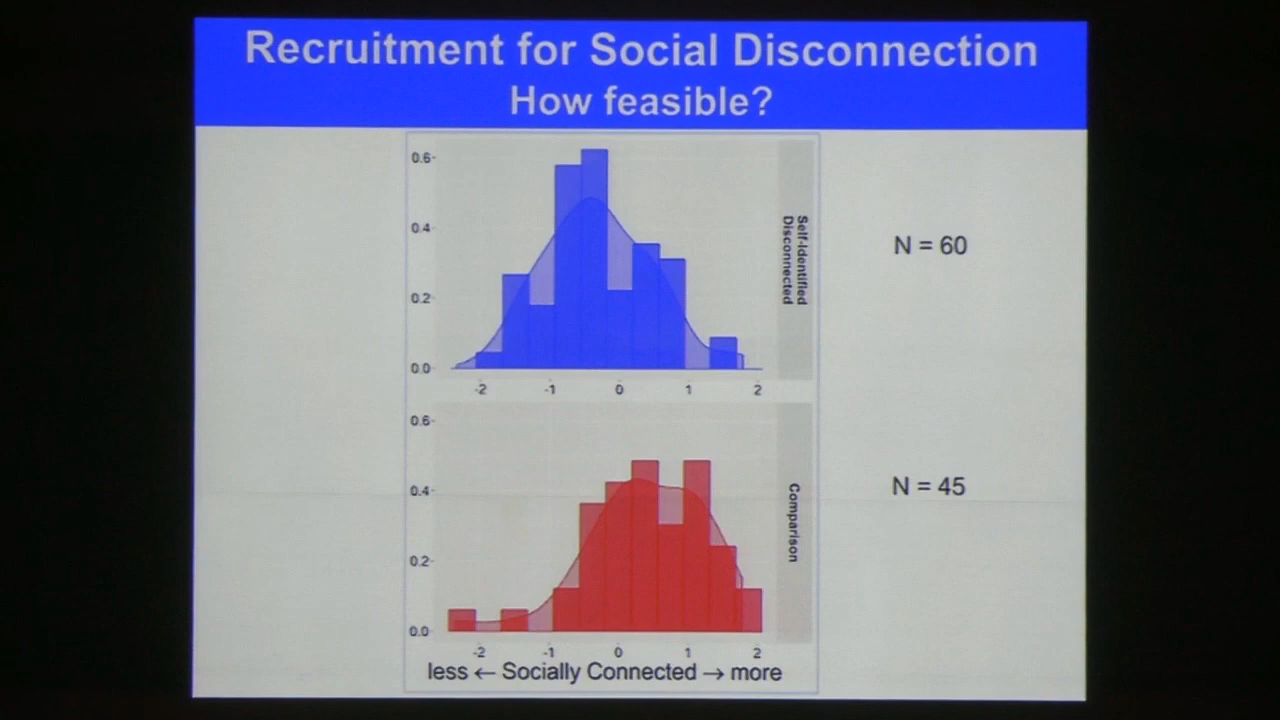 Recruitment for Social Disconnection
How feasible?
0.6
0.4
0.2
0.0
-2 -1 0 1 2
Self-Identified
Disconnected
N = 60
0.6
0.4
0.2
0.0
-2 -1 0 1 2
Comparison
N = 45
less ← Socially Connected → more